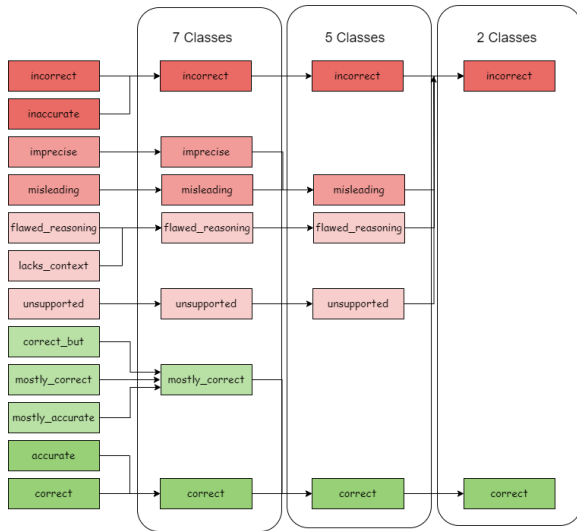 7 Classes
5 Classes
2 Classes
incorrect
incorrect
incorrect
incorrect
inaccurate
imprecise
imprecise
misleading
misleading
misleading
flawed_reasoning
flawed_reasoning
flawed_reasoning
lacks_context
unsupported
unsupported
unsupported
correct_but
mostly_correct
mostly_correct
mostly_accurate
accurate
correct
correct
correct
correct